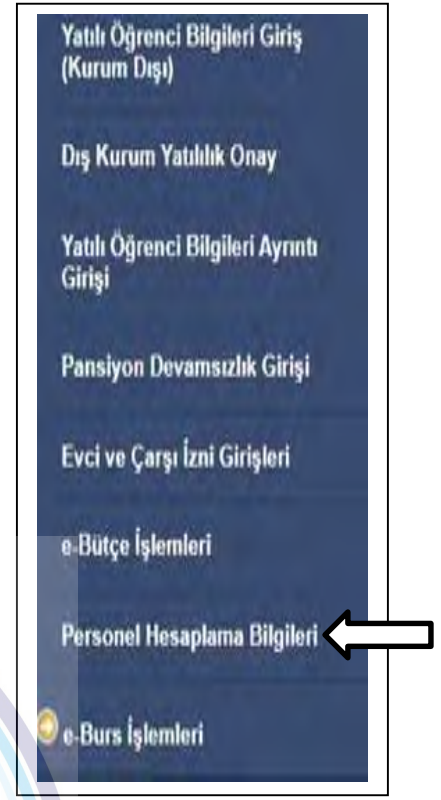 Yatılı Öğrenci Bilgileri Giriş
(Kurum Dışı)
Dış Kurum Yatılılık Onay
Yatılı Öğrenci Bilgileri Ayrıntı
Girişi
Pansiyon Devamsızlık Girişi
Evci ve Çarşı İzni Girişleri
e-Bütçe İşlemleri
Personel Hesaplama Bilgileri
e-Burs İşlemleri